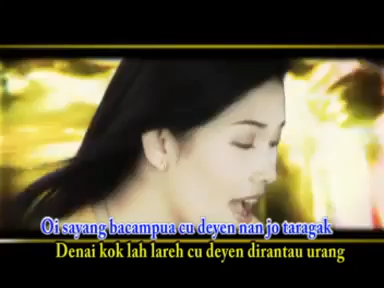 Oi sayang bacampua cu deyen nan jo taragak
Denai kok lah lareh cu deyen dirantau urang